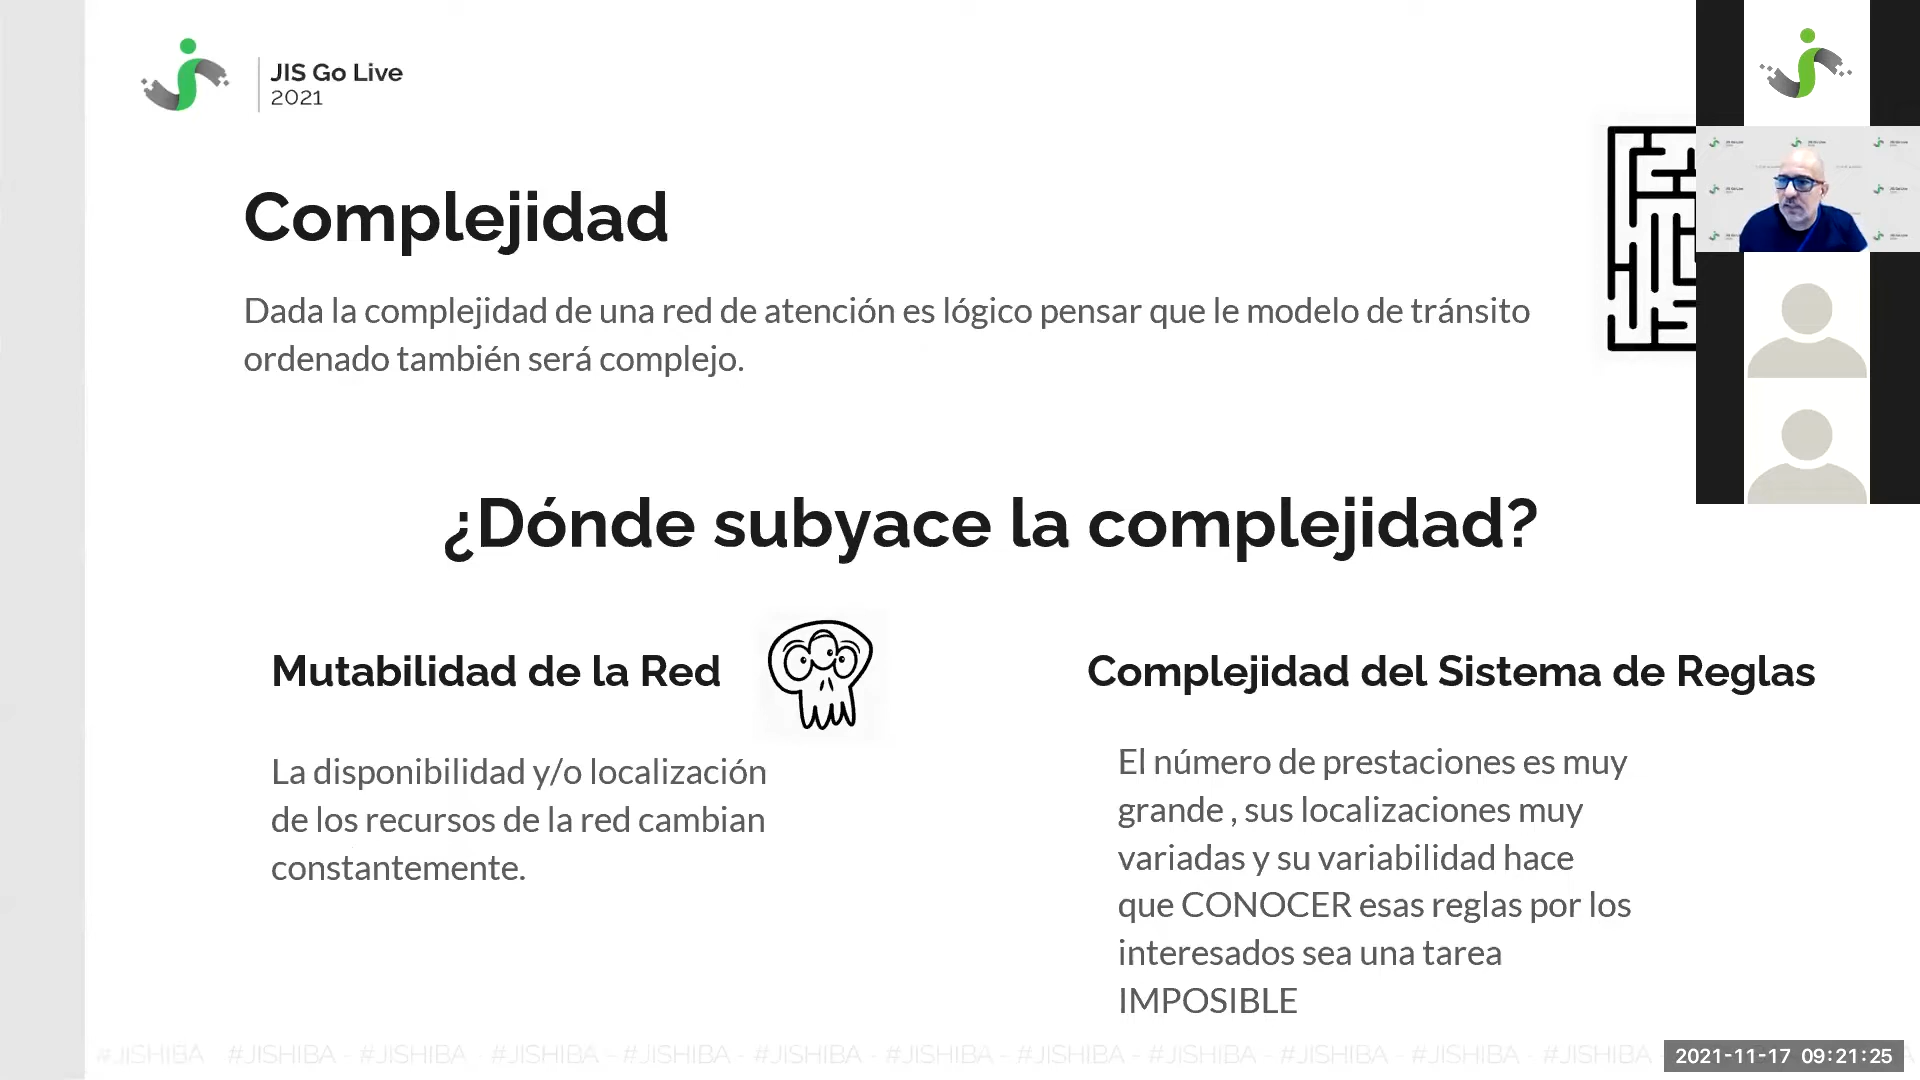 JIS Go Live
2021
Complejidad
Dada la complejidad de una red de atención es lógico pensar que le modelo de tránsito
ordenado también será complejo.
¿Dónde subyace la complejidad?
Mutabilidad de la Red
La disponibilidad y/o localización
de los recursos de la red cambian
constantemente.
Complejidad del Sistema de Reglas
El número de prestaciones es muy
grande , sus localizaciones muy
variadas y su variabilidad hace
que CONOCER esas reglas por los
interesados sea una tarea
IMPOSIBLE
#JISHIBA #JISHIBA - #JISHIBA #JISHIBA - #JISHIBA - #JISHIBA - #JISHIBA - #JISHIBA - #JISHIBA - #JISHIBA - #JISHIBA - #JISHIBA
2021-11-17 09:21:25